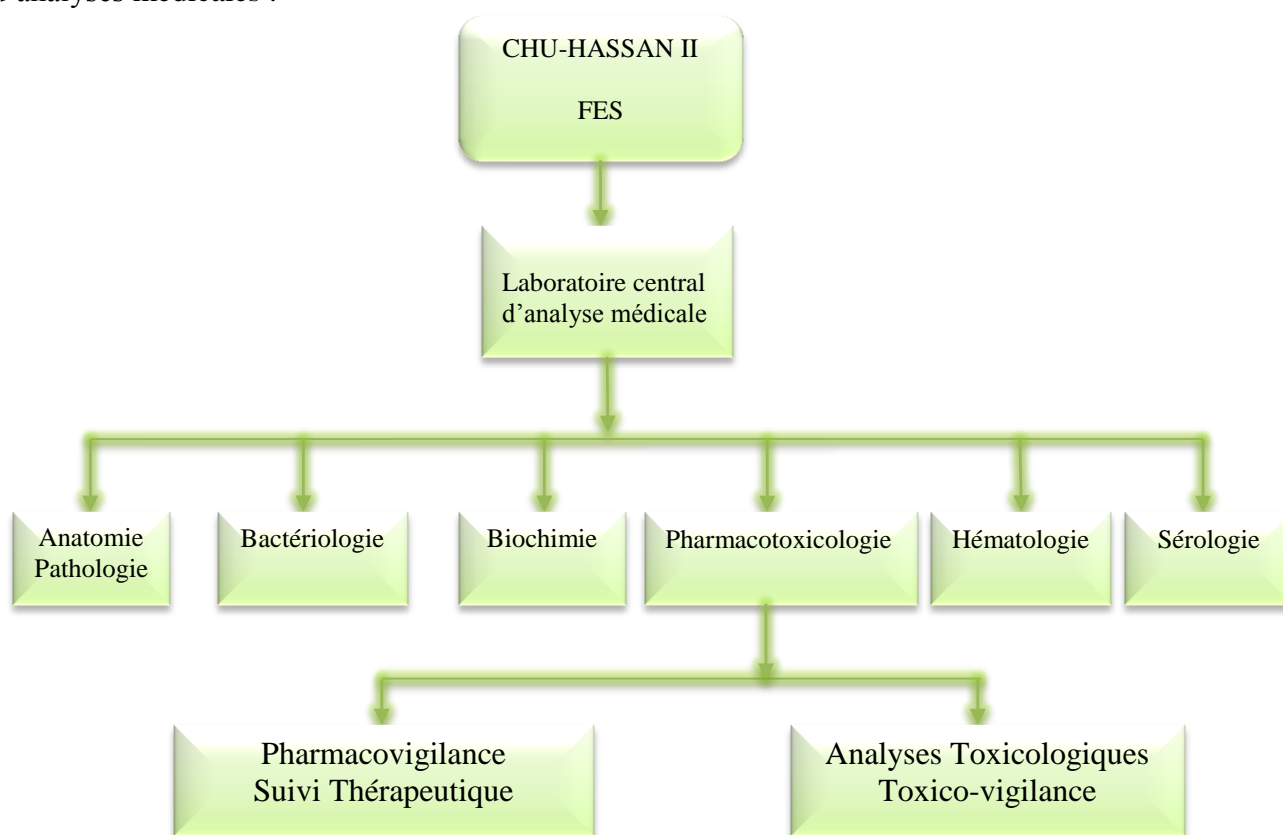 analyses médicales :
CHU-HASSAN II
FES
Laboratoire central
d’analyse médicale
Anatomie
Pathologie
Bactériologie
Biochimie
Pharmacotoxicologie
Hématologie
Sérologie
Pharmacovigilance
Suivi Thérapeutique
Analyses Toxicologiques
Toxico-vigilance